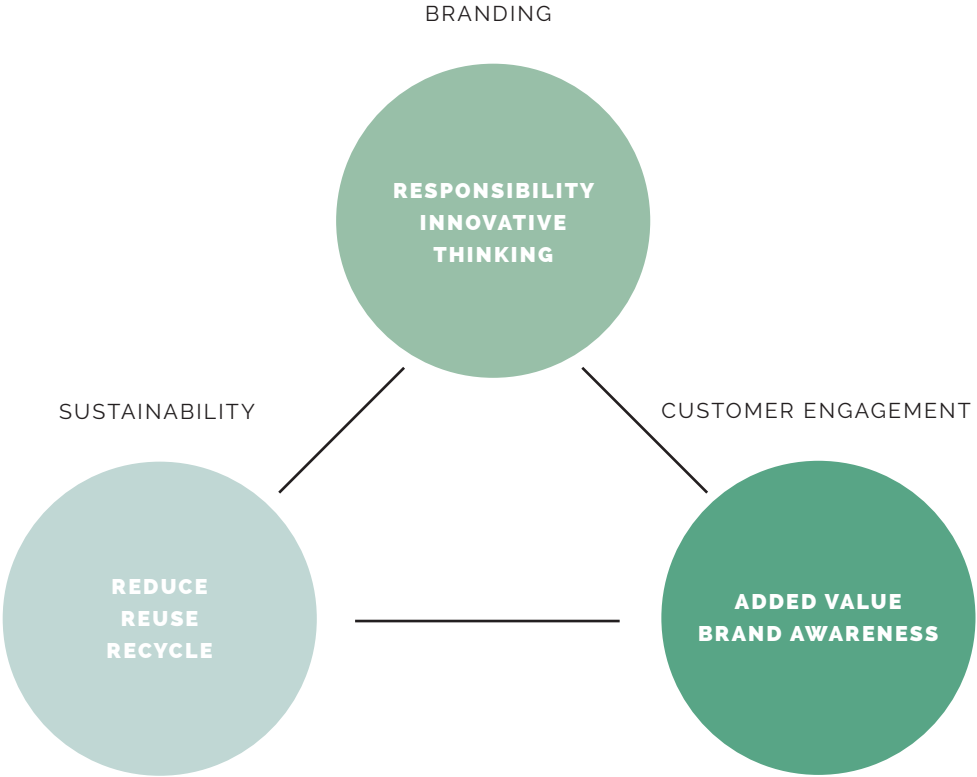 BRANDING
RESPONSIBILITY
INNOVATIVE
THINKING
SUSTAINABILITY
CUSTOMER ENGAGEMENT
REDUCE
REUSE
RECYCLE
ADDED VALUE
BRAND AWARENESS